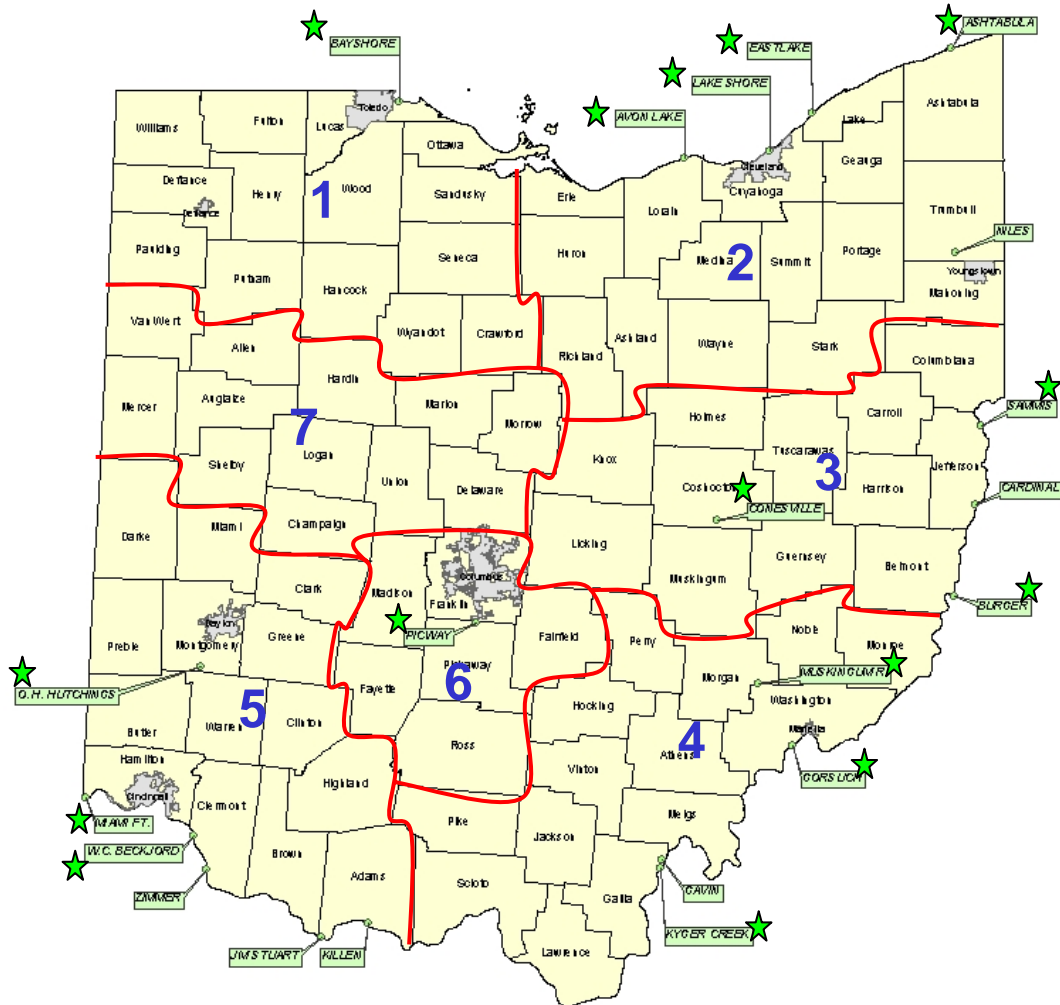 BAYSHORE
ASHTABULA
EASTLAKE
LAKE SHORE
AVON LAKE
Toledo
Williams
Fulton
Lucas
Ottawa
Ashtabula
Lake
Geauga
Cleveland
Cuyahoga
Defiance
Henry
Wood
Sandusky
Erie
Lorain
Trumbull
1
Defiance
Medina
Summit
Portage
2
NILES
Paulding
Putnam
Hancock
Seneca
Huron
Youngstown
Mahoning
Van Wert
Allen
Wyandot
Crawford
Richland
Ashland
Wayne
Stark
Columbiana
Hardin
Mercer
Auglaize
Marion
Morrow
Holmes
Carroll
SAMMIS
7
Logan
Knox
Tuscarawas
Jefferson
Shelby
Union
Delaware
Coshocton
3
Harrison
CARDINAL
CONESVILLE
Darke
Miami
Champaign
Licking
Guernsey
Belmont
Muskingum
Clark
Madison
Columbus
Franklin
BURGER
Dayton
Preble
Montgomery
Greene
PICWAY
Fairfield
Perry
Noble
Monroe
Pickaway
6
Morgan
MUSKINGUM R
O.H. HUTCHINGS
Fayette
Washington
5
Warren
Clinton
Hocking
Marietta
Butler
Ross
Athens
4
Hamilton
Vinton
GORSUCH
Cincinnati
Clermont
Highland
MIAMI FT.
Pike
Meigs
W.C. BECKJORD
Jackson
Brown
Adams
Scioto
ZIMMER
Gallia
GAVIN
KYGER CREEK
JM STUART
KILLEN
Lawrence